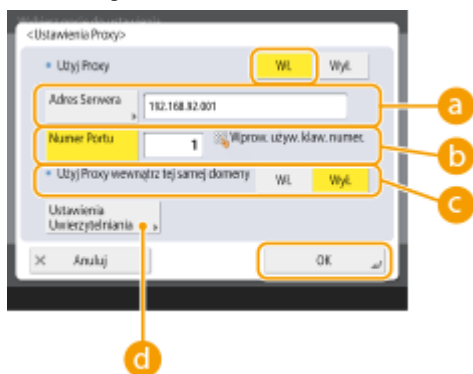 <Ustawienia Proxy>
Użyj Proxy Wł. Wył.
Adres Serwera 192.168.92.001 a
Numer Portu 1 Wprow. używ. klaw. numer. b
Użyj Proxy wewnątrz tej samej domeny Wł. Wył. c
Ustawienia
Uwierzytelniania
Anuluj OK
d